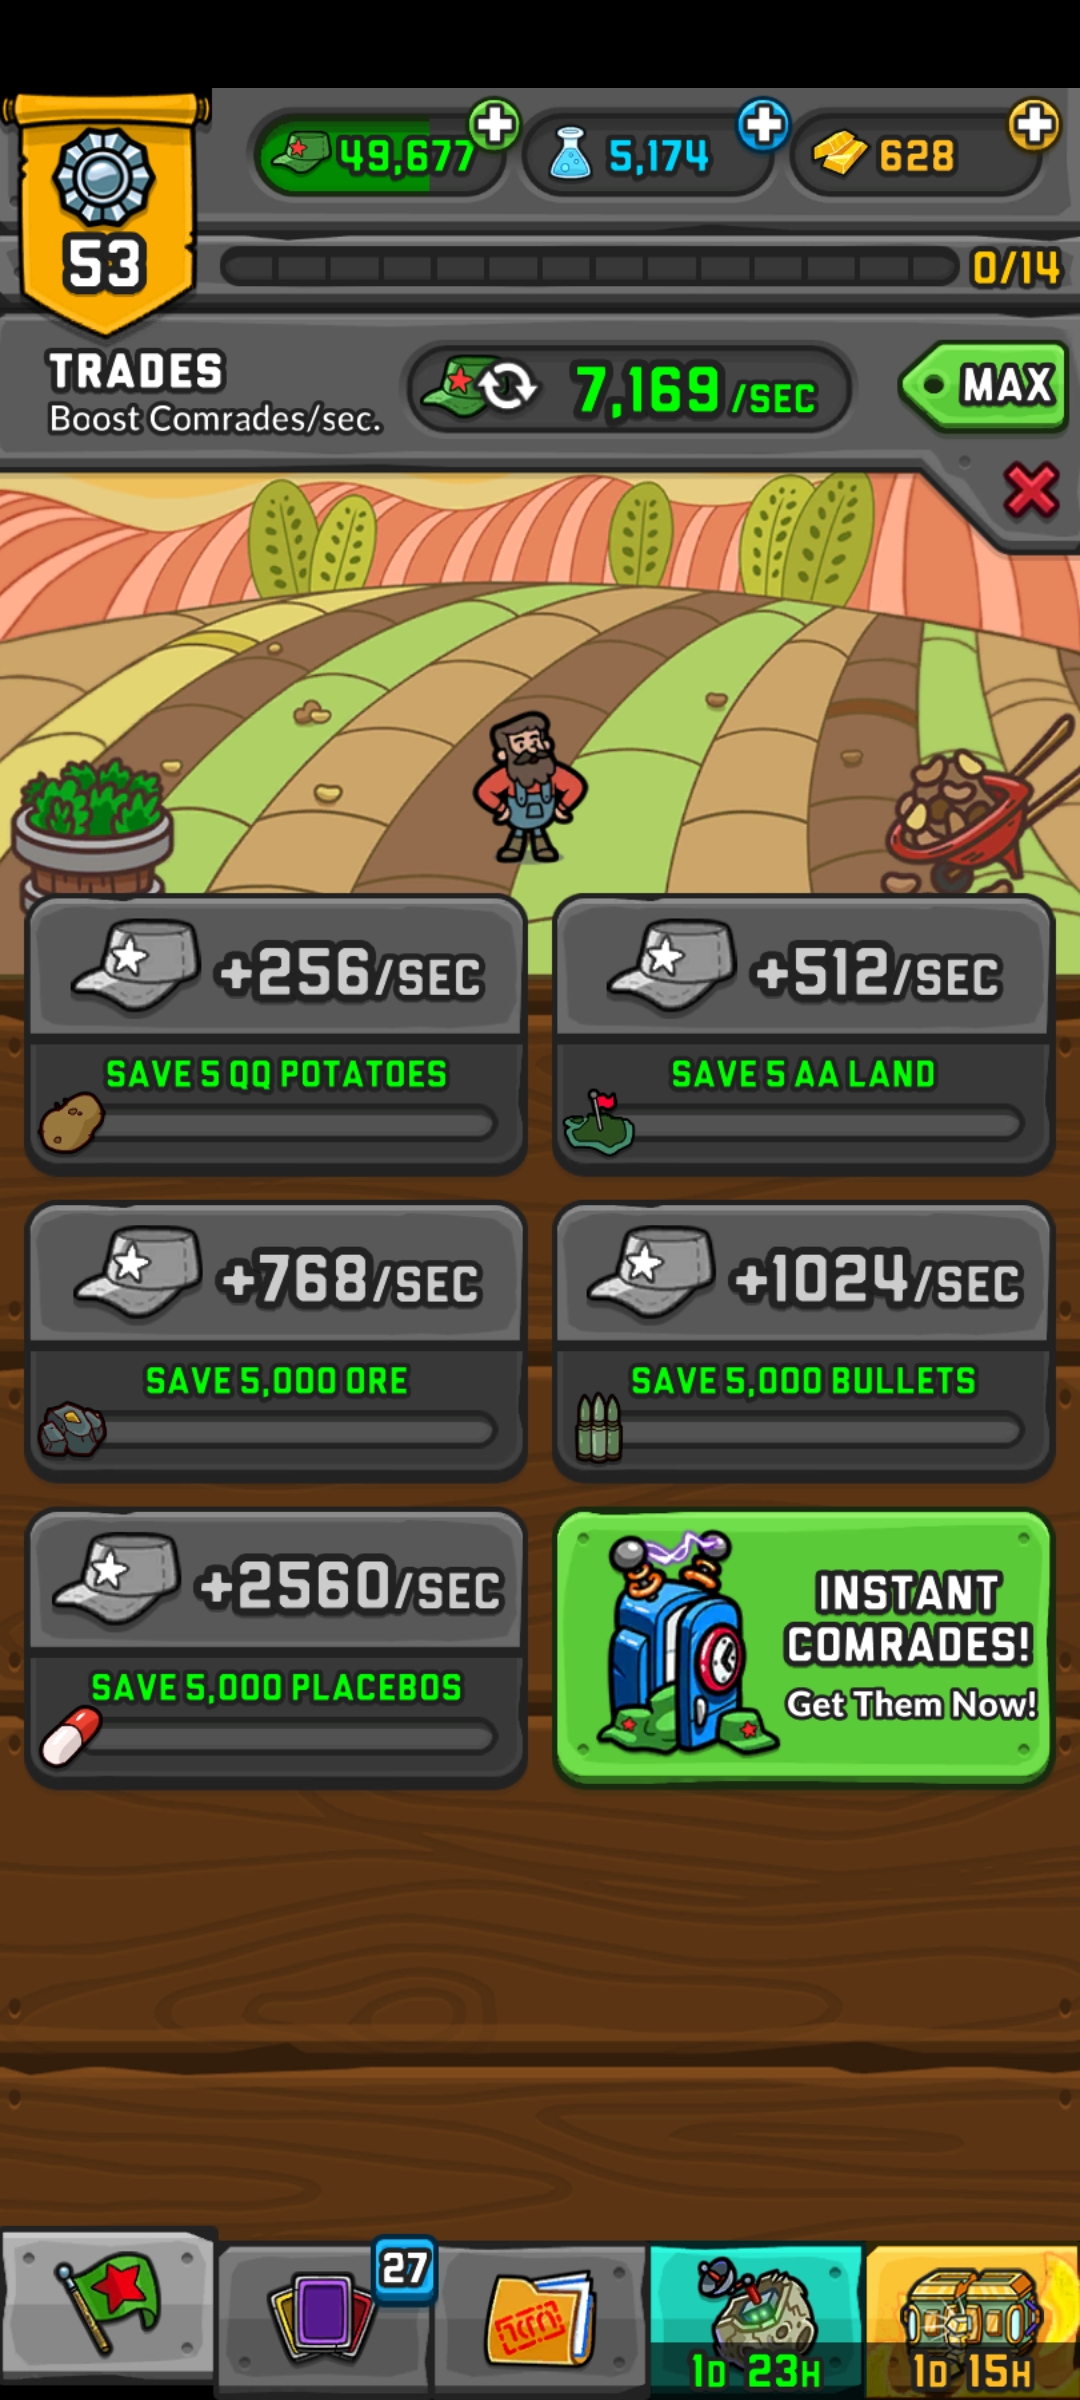 49,677
5,174
628
53
0/14
TRADES
Boost Comrades/sec.
7,169 /SEC
MAX
+256/SEC
SAVE 5 QQ POTATOES
+512/SEC
SAVE 5 AA LAND
+768/SEC
SAVE 5,000 ORE
+1024/SEC
SAVE 5,000 BULLETS
+2560/SEC
SAVE 5,000 PLACEBOS
INSTANT
COMRADES!
Get Them Now!
27
1D 23H
1D 15H